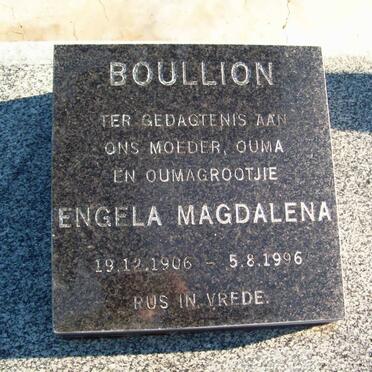 BOULLION
TER GEDAGTENIS AAN
ONS MOEDER, OUMA
EN OUMAGROOTJIE
ENGELA MAGDALENA
19.12.1906 - 5.8.1996
RUS IN VREDE.